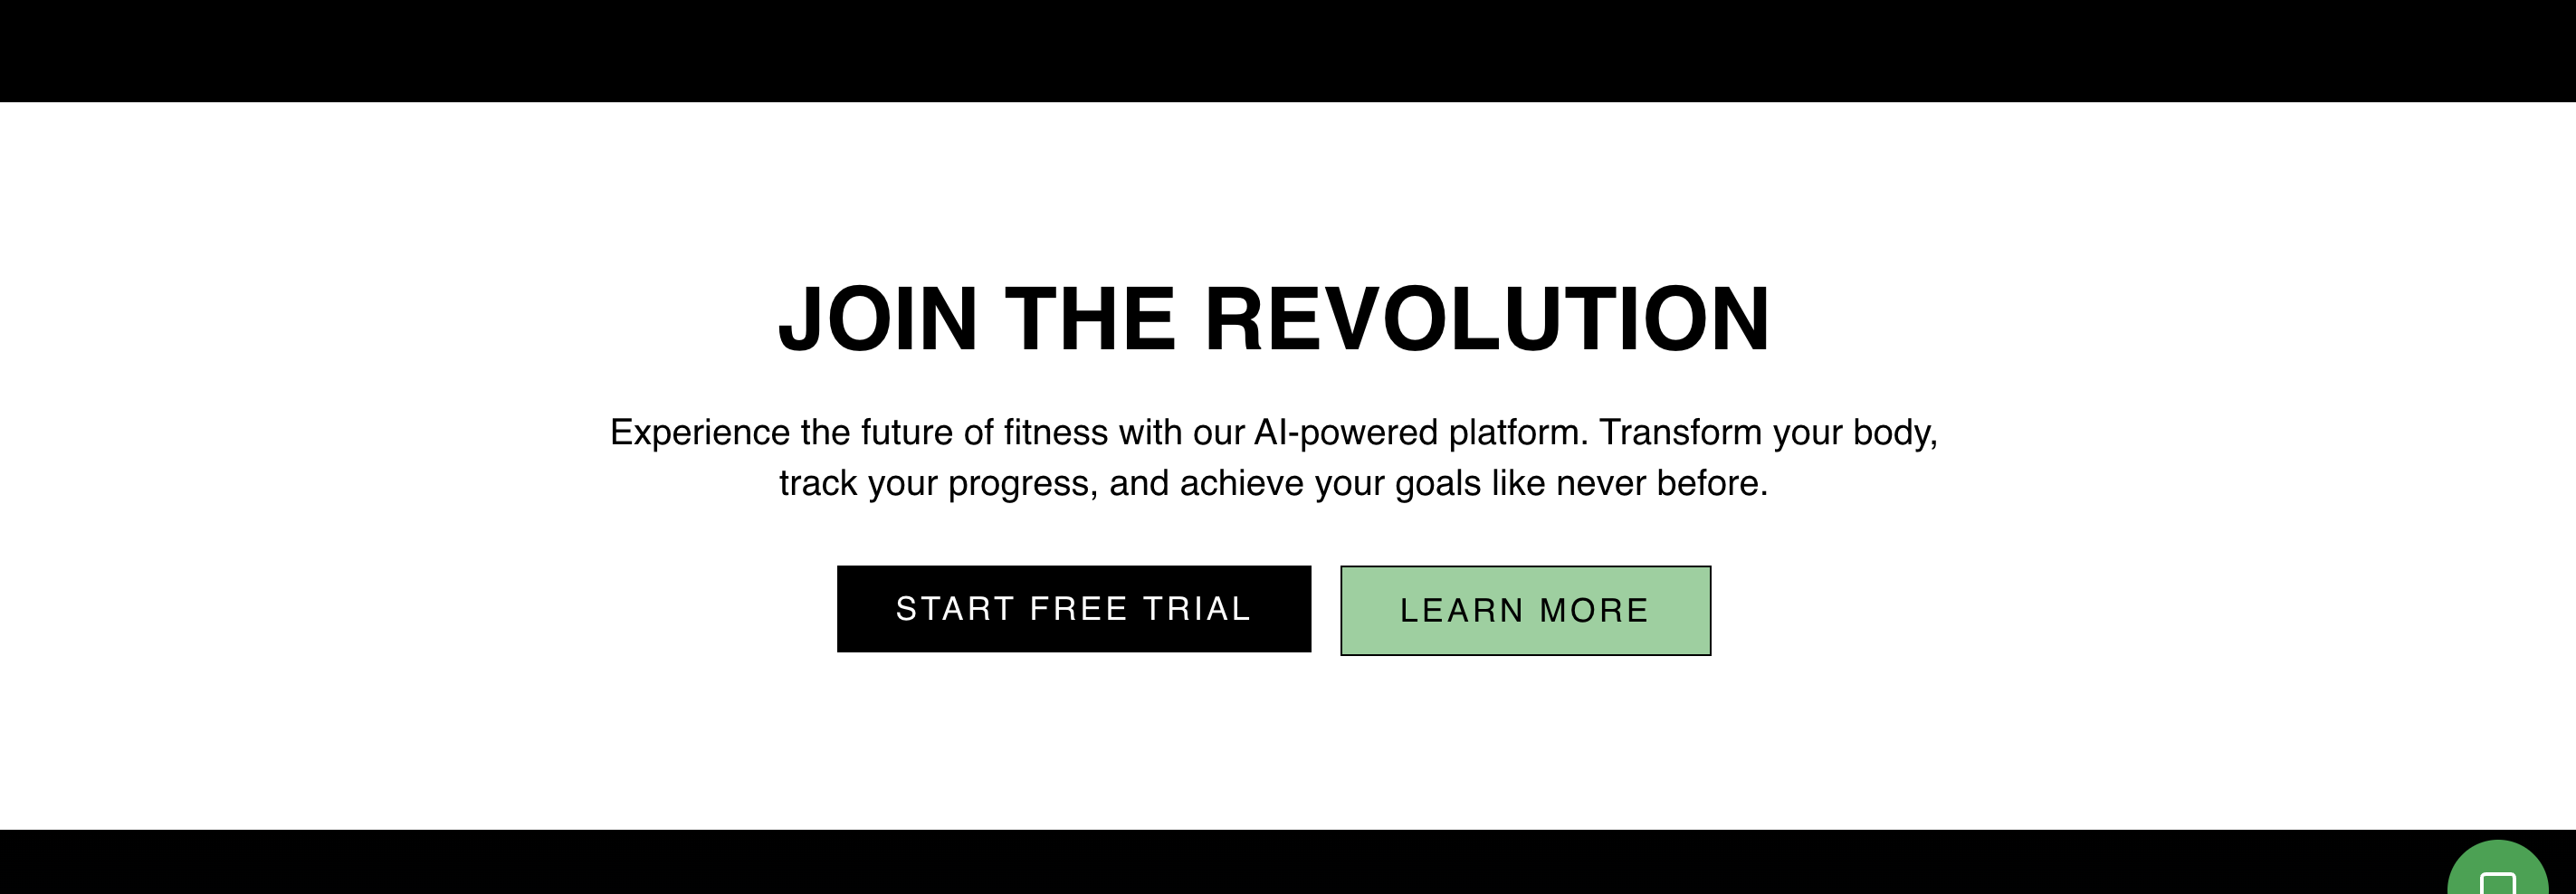 JOIN THE REVOLUTION
Experience the future of fitness with our AI-powered platform. Transform your body,
track your progress, and achieve your goals like never before.
START FREE TRIAL
LEARN MORE